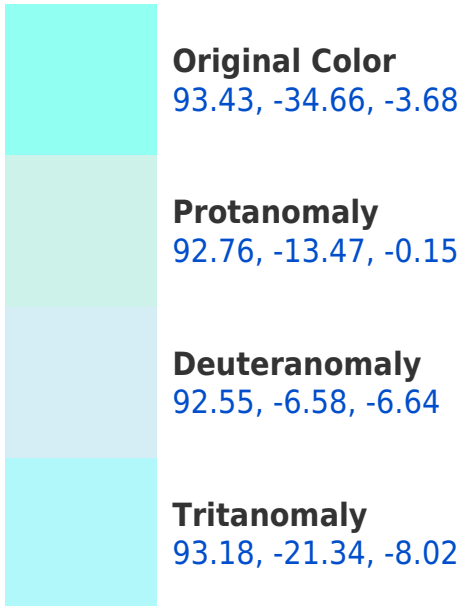 Original Color
93.43, -34.66, -3.68
Protanomaly
92.76, -13.47, -0.15
Deuteranomaly
92.55, -6.58, -6.64
Tritanomaly
93.18, -21.34, -8.02